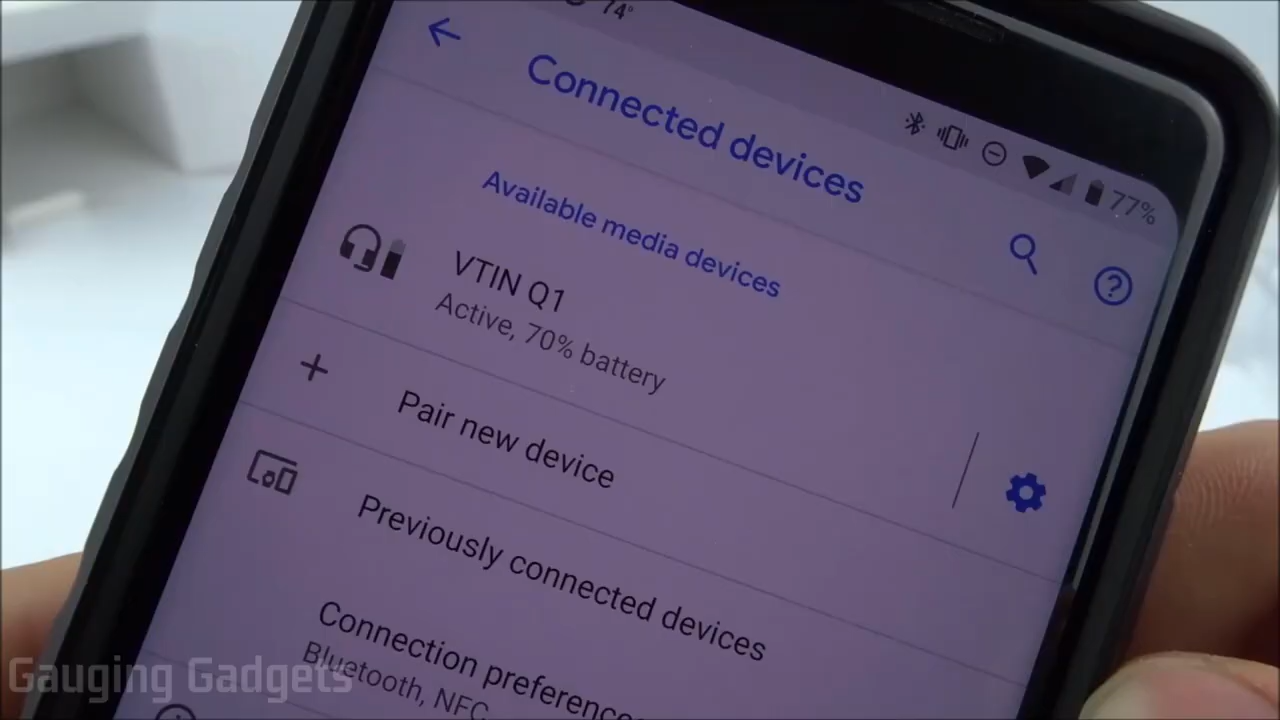 74°
77%
Connected devices
Available media devices
VTIN Q1
Active, 70% battery
Pair new device
Previously connected devices
Connection preferences
Bluetooth, NFC
Gauging Gadgets